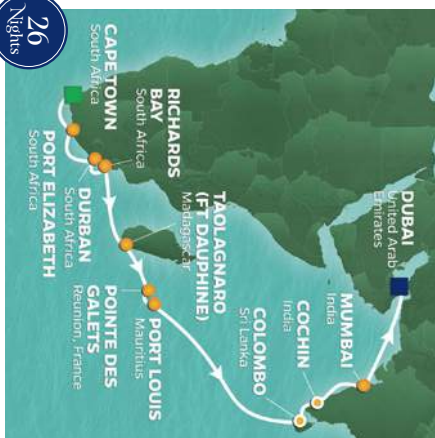 26
Nights
DUBAI
United Arab
Emirates
MUMBAI
India
COCHIN
India
COLOMBO
Sri Lanka
PORT LOUIS
Mauritius
POINTE DES
GALETS
Reunion, France
TAOLAGNARO
(FT DAUPHINE)
Madagascar
RICHARDS
BAY
South Africa
DURBAN
South Africa
PORT ELIZABETH
South Africa
CAPE TOWN
South Africa